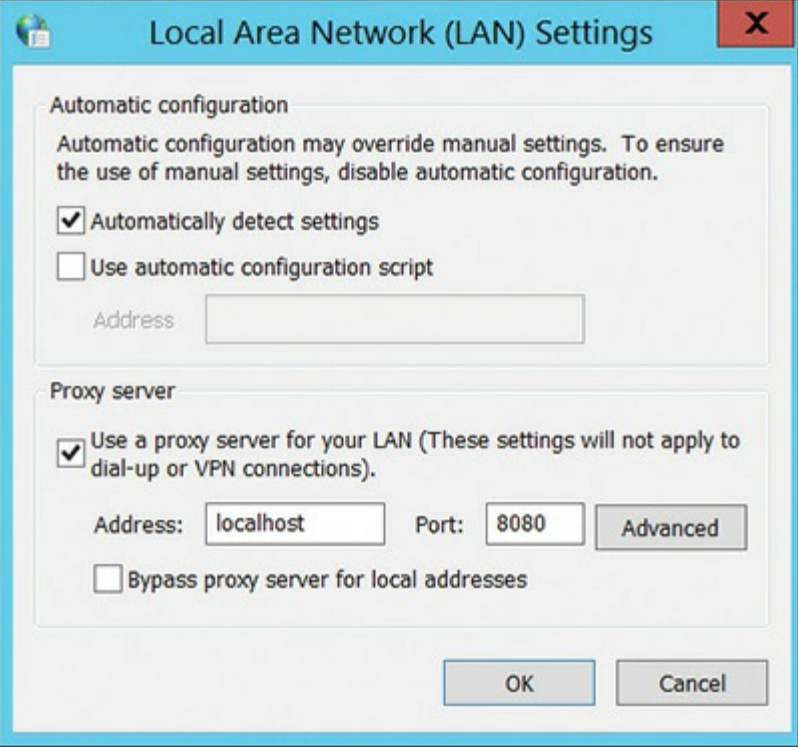 Local Area Network (LAN) Settings
Automatic configuration
Automatic configuration may override manual settings. To ensure
the use of manual settings, disable automatic configuration.
Automatically detect settings
Use automatic configuration script
Address
Proxy server
Use a proxy server for your LAN (These settings will not apply to
dial-up or VPN connections).
Address: localhost Port: 8080 Advanced
Bypass proxy server for local addresses
OK Cancel